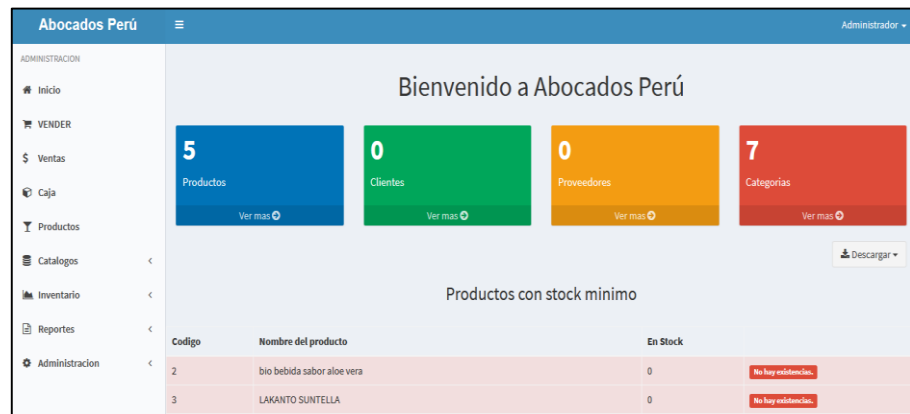 Abocados Perú
Administrador
ADMINISTRACION
Inicio
VENDER
$ Ventas
Caja
Productos
Catalogos
Inventario
Reportes
Administracion
Bienvenido a Abocados Perú
5
Productos
Ver mas
0
Clientes
Ver mas
0
Proveedores
Ver mas
7
Categorias
Ver mas
Descargar
Productos con stock minimo
Codigo Nombre del producto En Stock
2 bio bebida sabor aloe vera 0 No hay existencias.
3 LAKANTO SUNTELLA 0 No hay existencias.